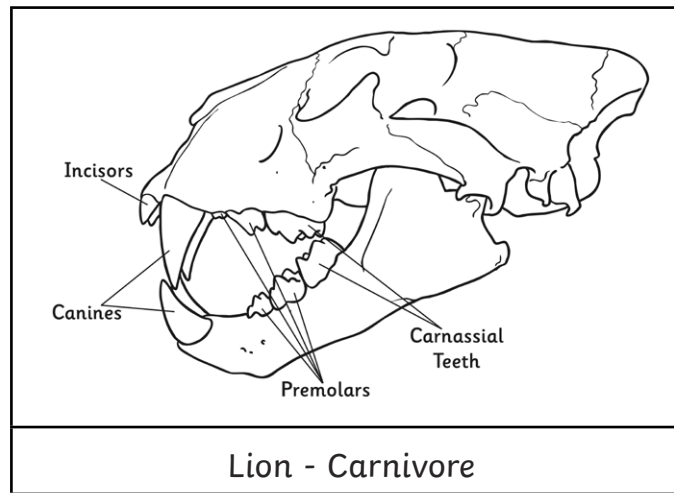 Incisors
Canines
Carnassial
Teeth
Premolars
Lion - Carnivore